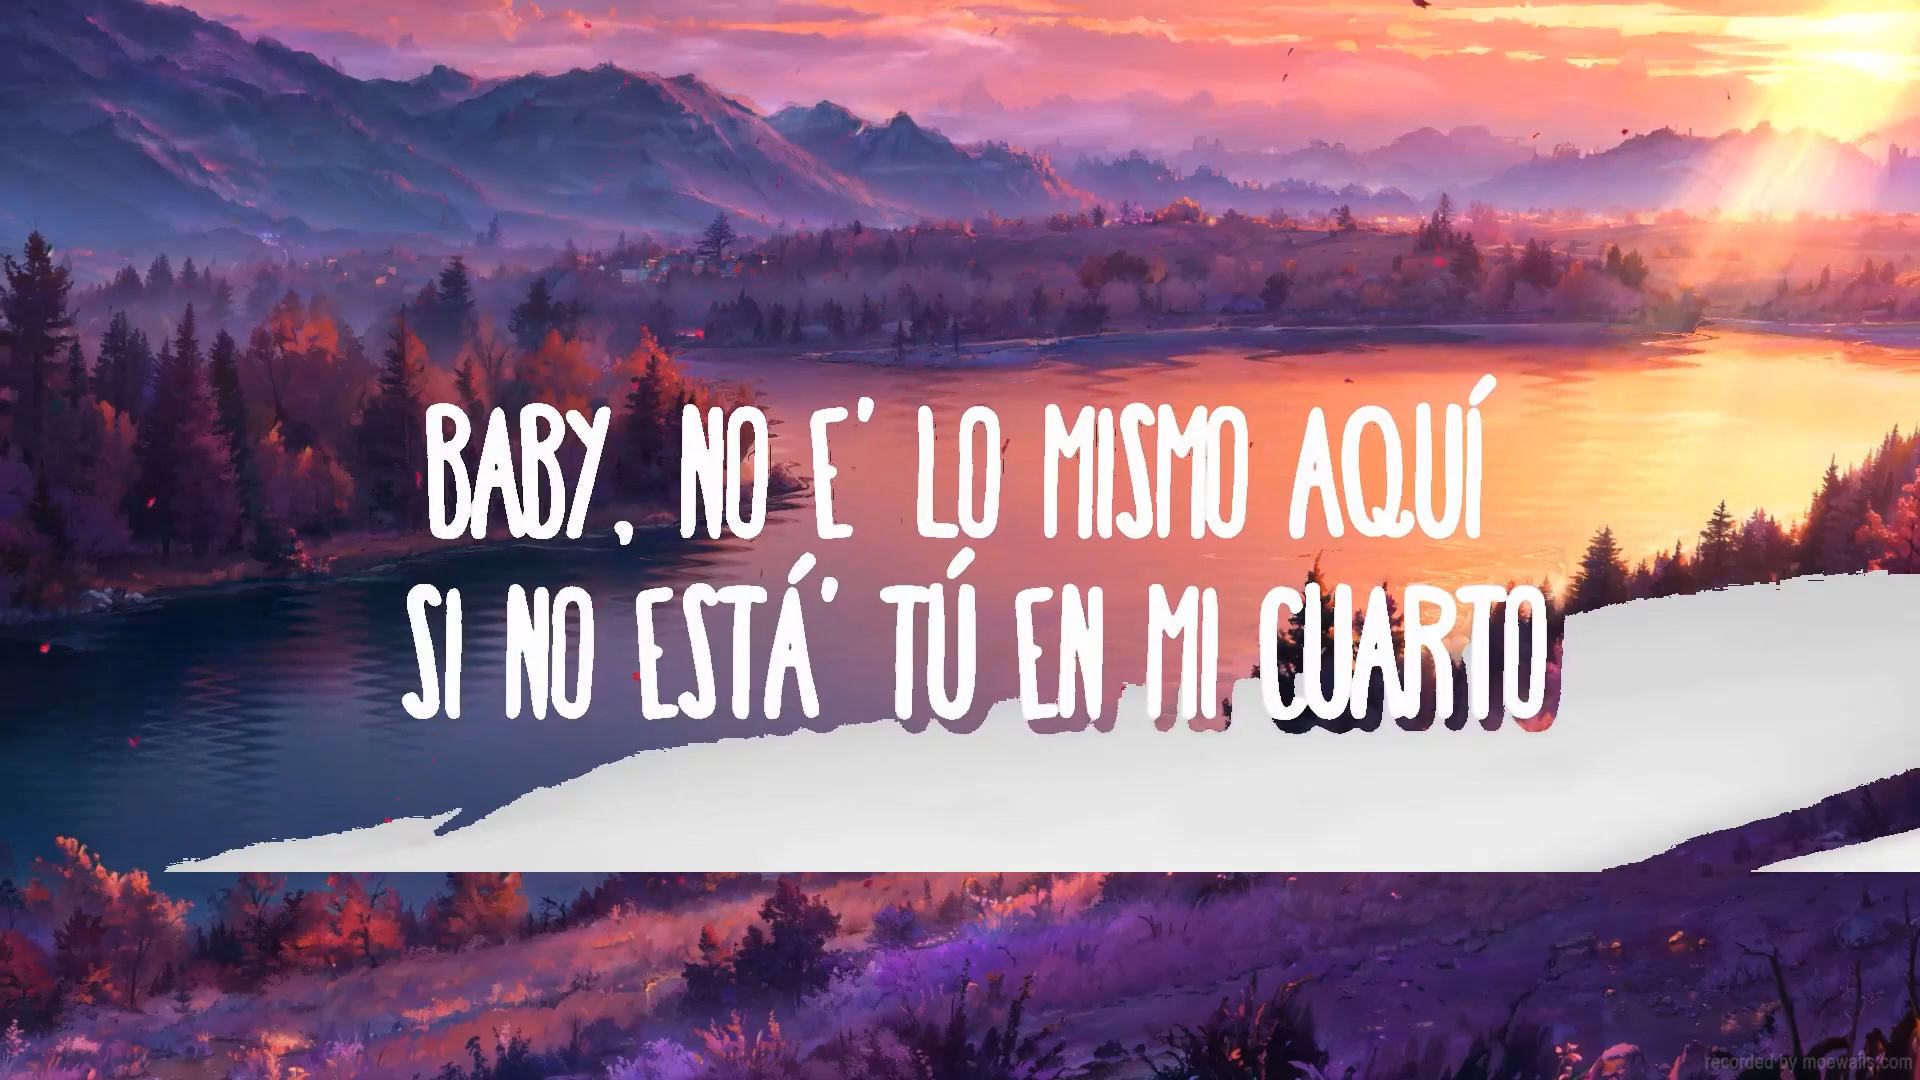 BABY, NO E' LO MISMO AQUÍ
SI NO ESTÁ' TÚ EN MI CUARTO
recorded by moewalls.com